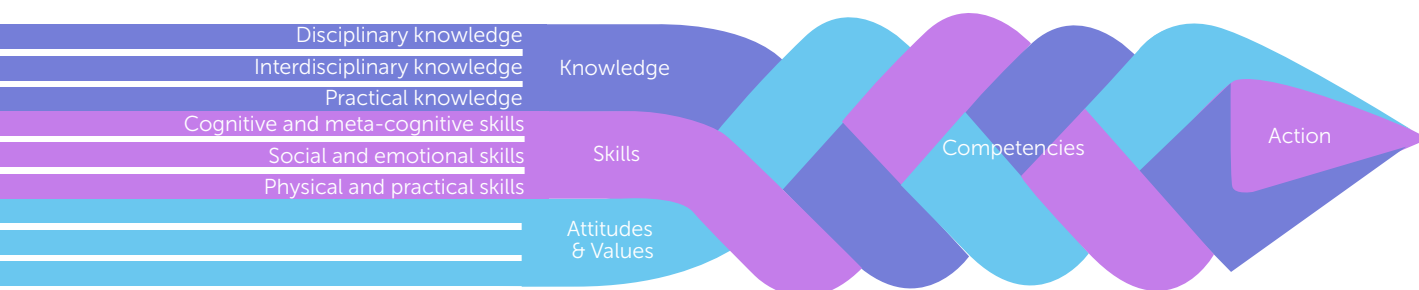 Disciplinary knowledge
Interdisciplinary knowledge
Practical knowledge
Knowledge
Cognitive and meta-cognitive skills
Social and emotional skills
Physical and practical skills
Skills
Attitudes
& Values
Competencies
Action